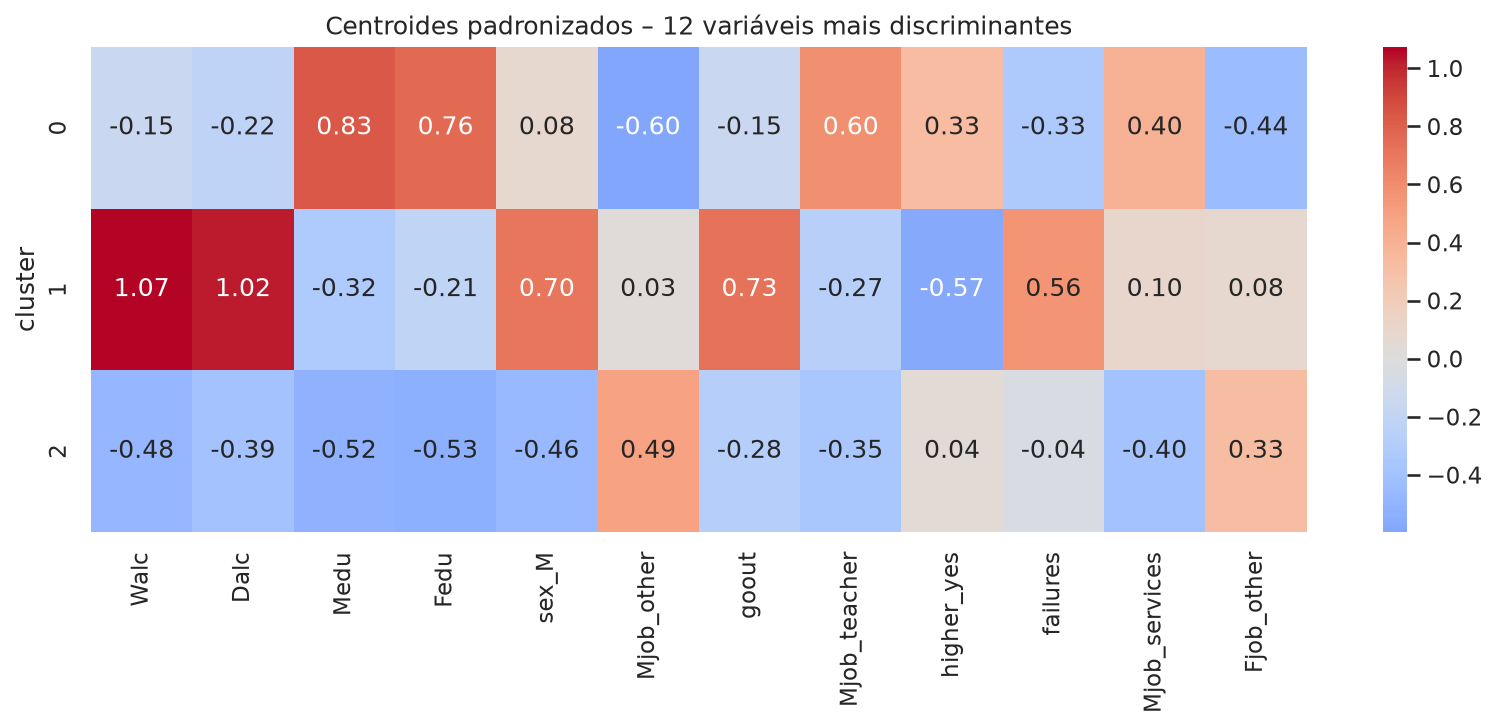 Centroides padronizados – 12 variáveis mais discriminantes
cluster
0
-0.15 -0.22 0.83 0.76 0.08 -0.60 -0.15 0.60 0.33 -0.33 0.40 -0.44
1
1.07 1.02 -0.32 -0.21 0.70 0.03 0.73 -0.27 -0.57 0.56 0.10 0.08
2
-0.48 -0.39 -0.52 -0.53 -0.46 0.49 -0.28 -0.35 0.04 -0.04 -0.40 0.33
Walc
Dalc
Medu
Fedu
sex_M
Mjob_other
goout
Mjob_teacher
higher_yes
failures
Mjob_services
Fjob_other
1.0
0.8
0.6
0.4
0.2
0.0
−0.2
−0.4